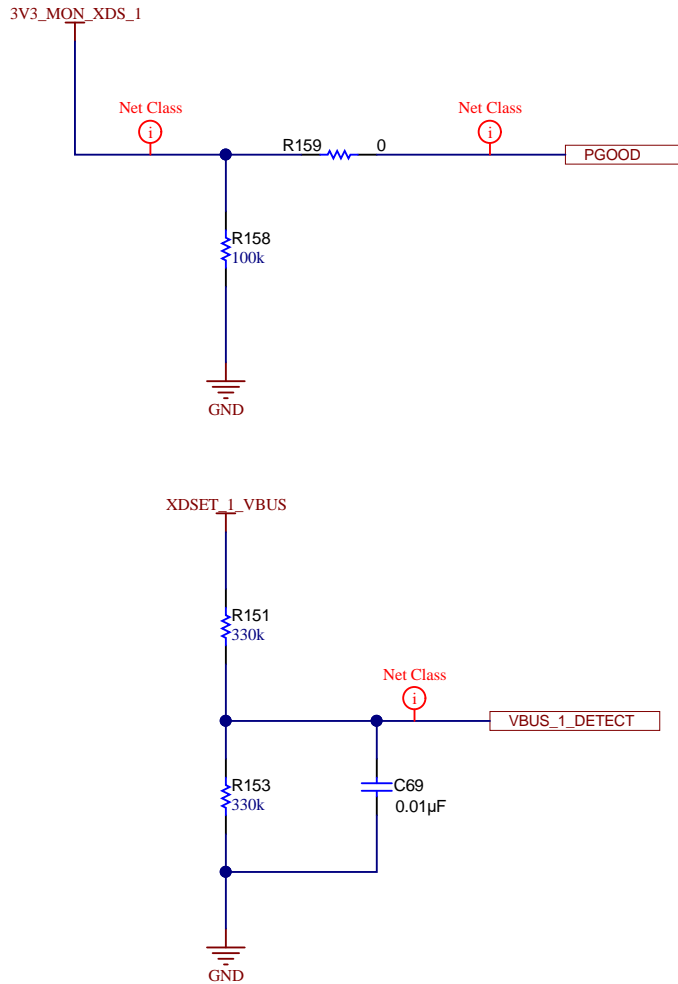 3V3_MON_XDS_1
Net Class
i
Net Class
i
R159
0
PGOOD
R158
100k
GND
XDSET_1_VBUS
R151
330k
Net Class
i
VBUS_1_DETECT
R153
330k
C69
0.01µF
GND